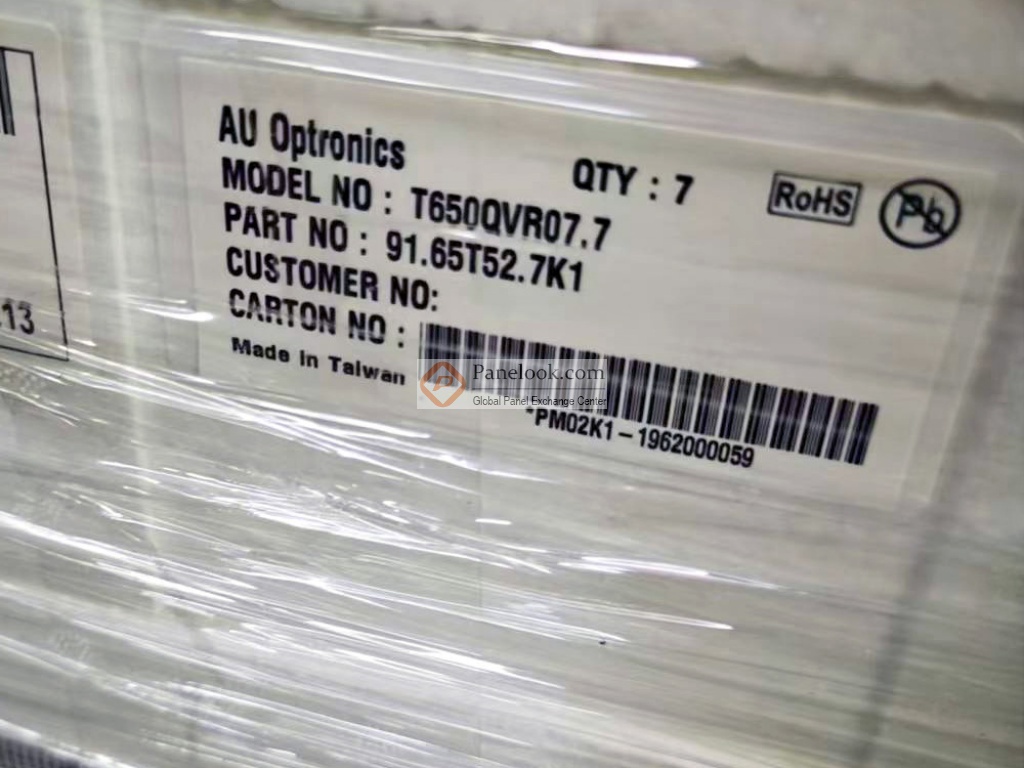 AU Optronics
QTY : 7
RoHS
Pb
MODEL NO : T650QVR07.7
PART NO : 91.65T52.7K1
CUSTOMER NO:
CARTON NO :
Made in Taiwan
Panelook.com
Global Panel Exchange Center
*PM02K1-1962000059
.13